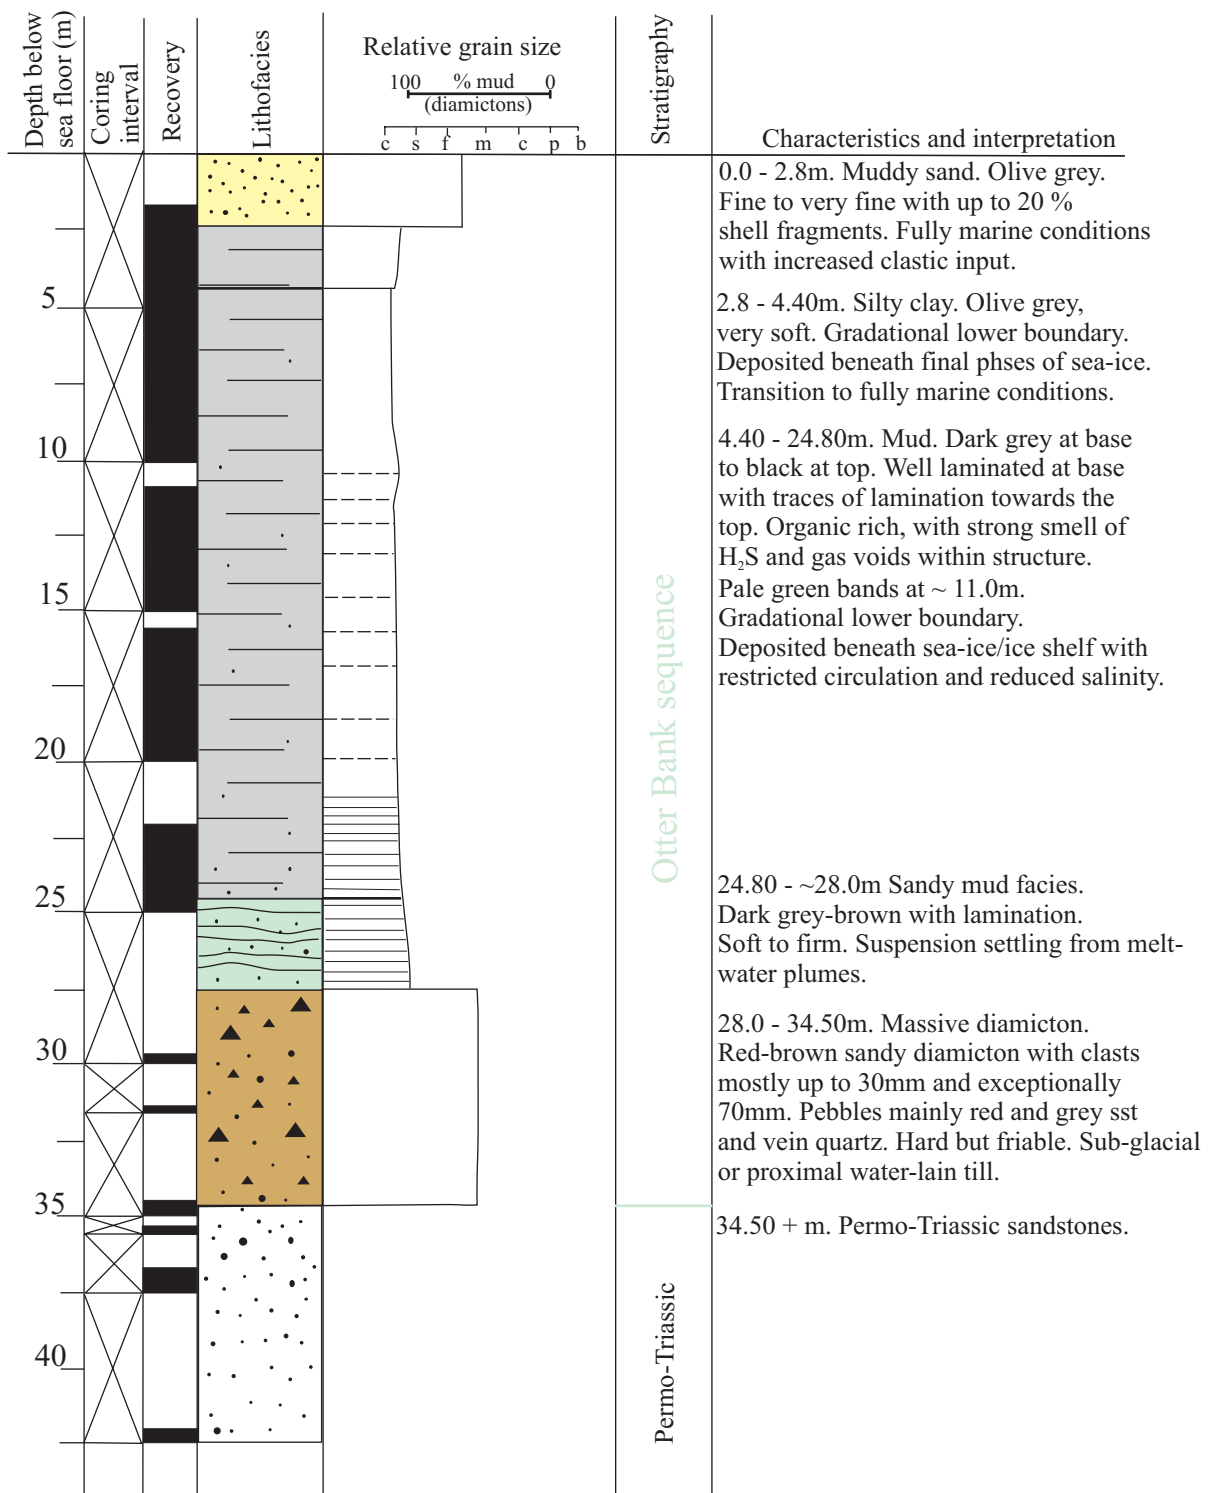 Depth below
sea floor (m)
Coring
interval
Recovery
Lithofacies
Relative grain size
100 % mud 0
(diamictons)
c s f m c p b
Stratigraphy
Characteristics and interpretation
0.0 - 2.8m. Muddy sand. Olive grey.
Fine to very fine with up to 20 %
shell fragments. Fully marine conditions
with increased clastic input.
5
2.8 - 4.40m. Silty clay. Olive grey,
very soft. Gradational lower boundary.
Deposited beneath final phses of sea-ice.
Transition to fully marine conditions.
10
4.40 - 24.80m. Mud. Dark grey at base
to black at top. Well laminated at base
with traces of lamination towards the
top. Organic rich, with strong smell of
H₂S and gas voids within structure.
Pale green bands at ~ 11.0m.
Gradational lower boundary.
Deposited beneath sea-ice/ice shelf with
restricted circulation and reduced salinity.
15
Otter Bank sequence
20
25
24.80 - ~28.0m Sandy mud facies.
Dark grey-brown with lamination.
Soft to firm. Suspension settling from melt-
water plumes.
30
28.0 - 34.50m. Massive diamicton.
Red-brown sandy diamicton with clasts
mostly up to 30mm and exceptionally
70mm. Pebbles mainly red and grey sst
and vein quartz. Hard but friable. Sub-glacial
or proximal water-lain till.
35
34.50 + m. Permo-Triassic sandstones.
40
Permo-Triassic